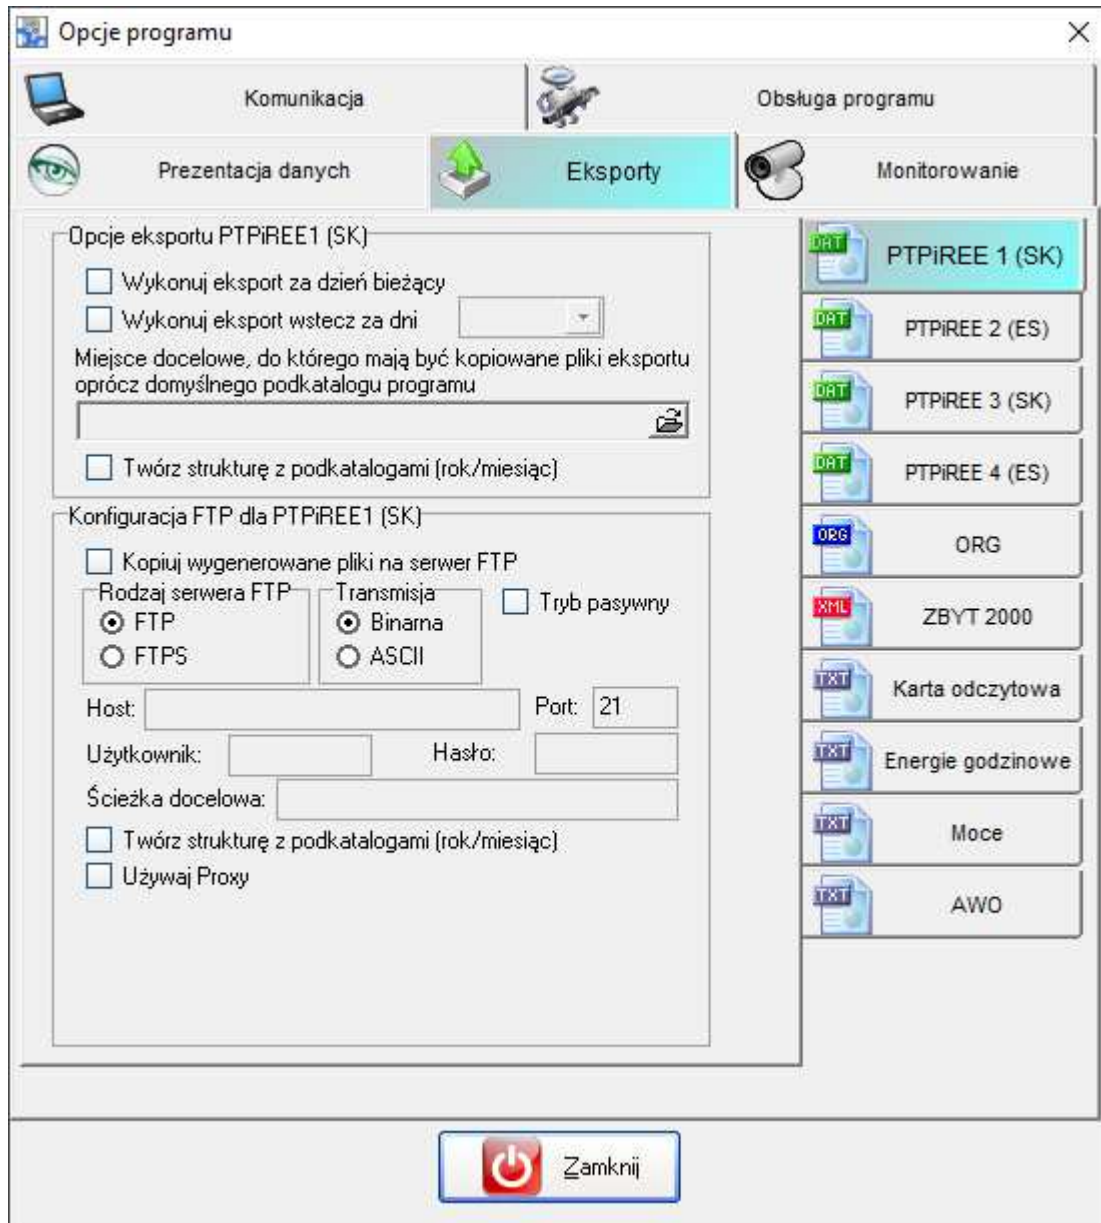 Opcje programu
Komunikacja
Obsługa programu
Prezentacja danych
Eksporty
Monitorowanie
Opcje eksportu PTPiREE1 (SK)
Wykonuj eksport za dzień bieżący
Wykonuj eksport wstecz za dni
Miejsce docelowe, do którego mają być kopiowane pliki eksportu
oprócz domyślnego podkatalogu programu
Twórz strukturę z podkatalogami (rok/miesiąc)
Konfiguracja FTP dla PTPiREE1 (SK)
Kopiuj wygenerowane pliki na serwer FTP
Rodzaj serwera FTP
FTP
FTPS
Transmisja
Binarna
ASCII
Tryb pasywny
Host:
Port: 21
Użytkownik:
Hasło:
Ścieżka docelowa:
Twórz strukturę z podkatalogami (rok/miesiąc)
Używaj Proxy
DAT PTPiREE 1 (SK)
DAT PTPiREE 2 (ES)
DAT PTPiREE 3 (SK)
DAT PTPiREE 4 (ES)
ORG ORG
XML ZBYT 2000
TXT Karta odczytowa
TXT Energie godzinowe
TXT Moce
TXT AWO
Zamknij